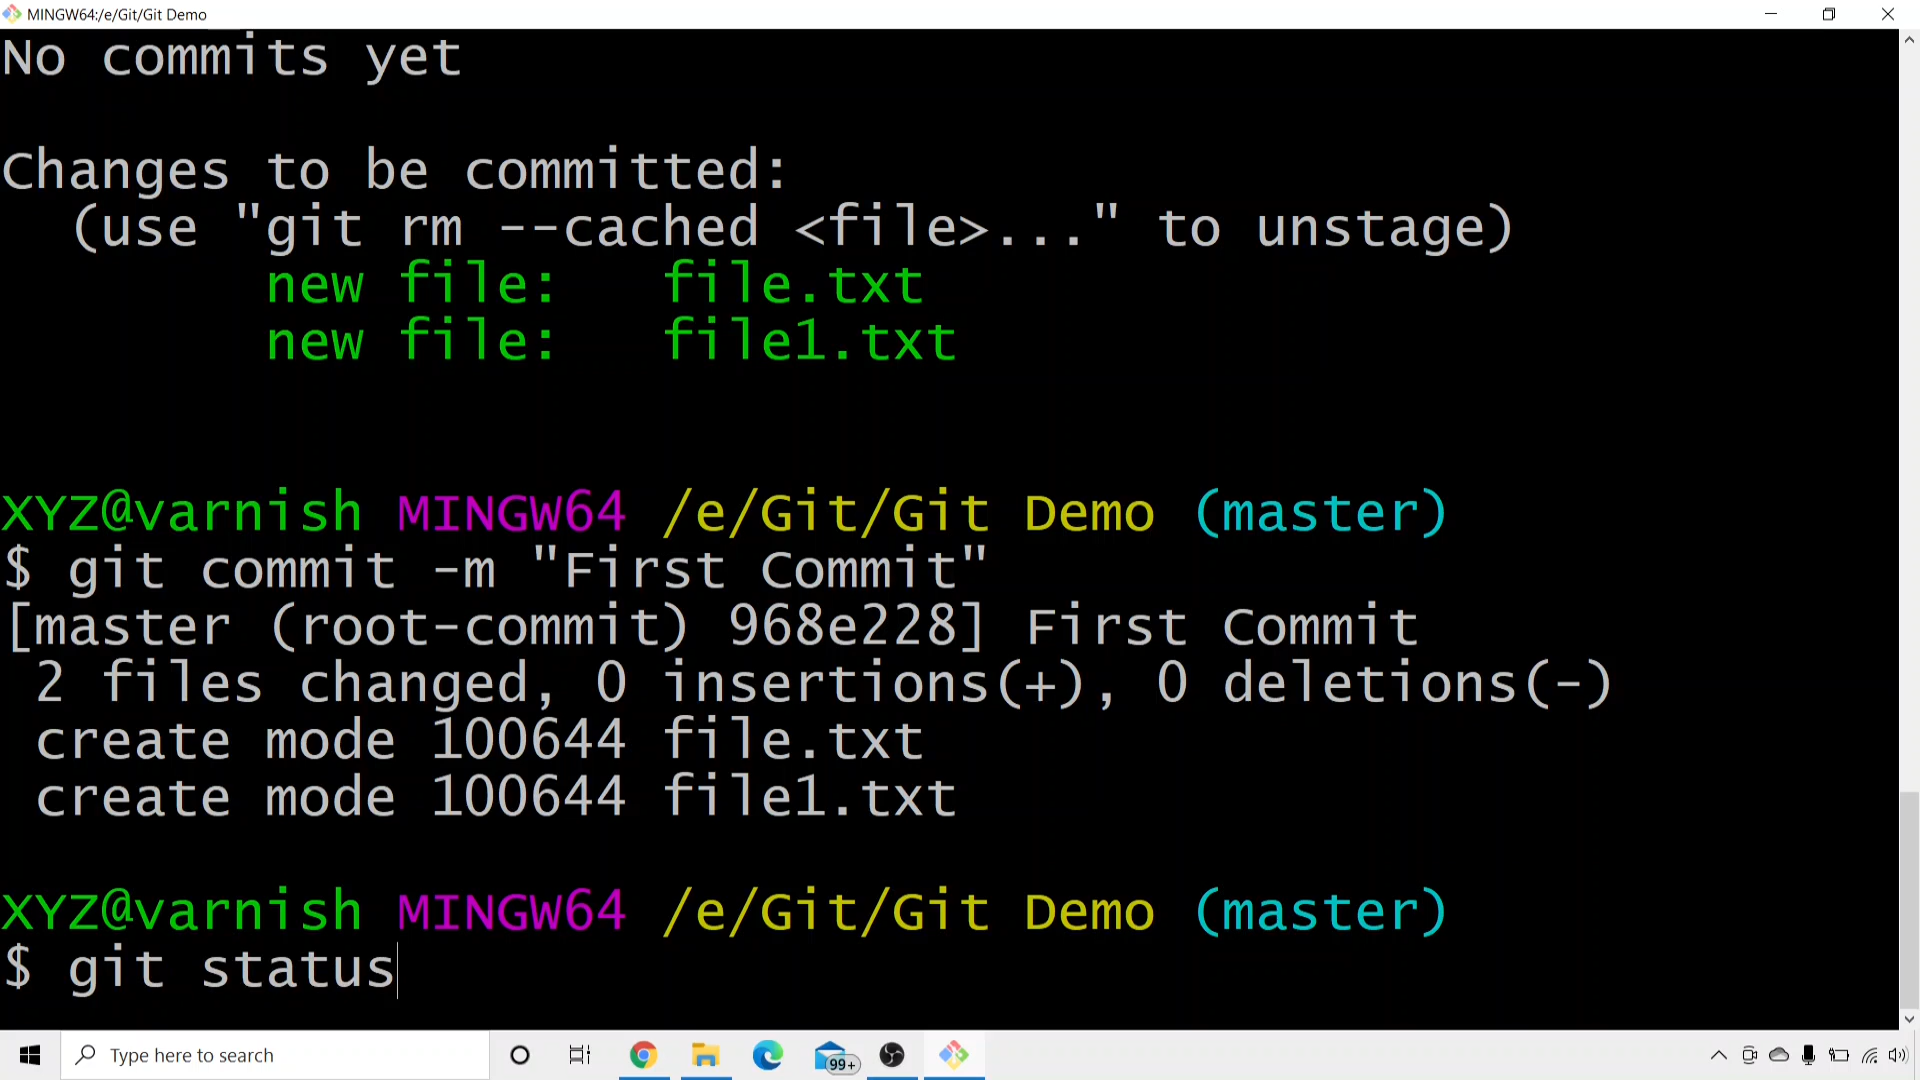 MINGW64:/e/Git/Git Demo
No commits yet
Changes to be committed:
  (use "git rm --cached <file>..." to unstage)
        new file:   file.txt
        new file:   file1.txt
XYZ@varnish MINGW64 /e/Git/Git Demo (master)
$ git commit -m "First Commit"
[master (root-commit) 968e228] First Commit
 2 files changed, 0 insertions(+), 0 deletions(-)
 create mode 100644 file.txt
 create mode 100644 file1.txt
XYZ@varnish MINGW64 /e/Git/Git Demo (master)
$ git status
Type here to search
99+